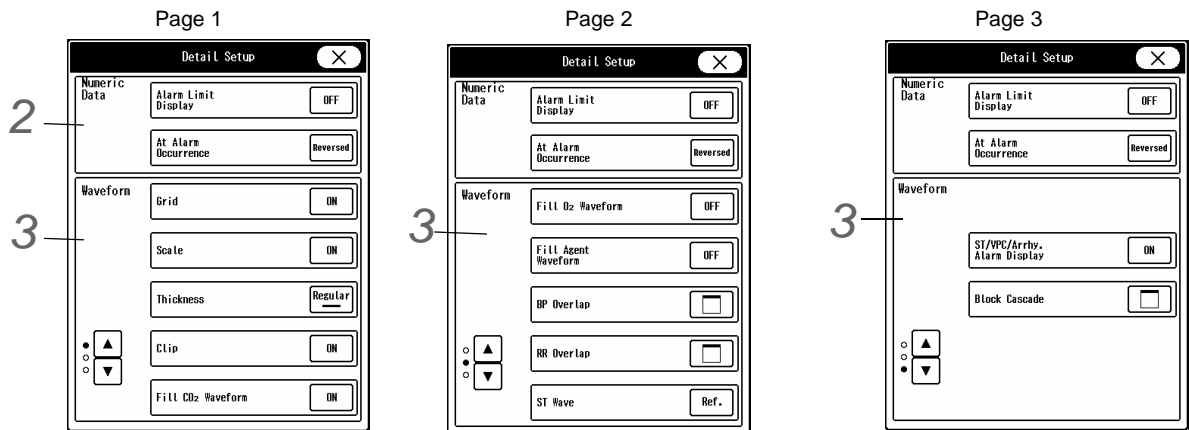 Page 1
Detail Setup
2
Numeric
Data
Alarm Limit
Display
OFF
At Alarm
Occurrence
Reversed
3
Waveform
Grid
ON
Scale
ON
Thickness
Regular
Clip
ON
Fill CO₂ Waveform
ON
Page 2
Detail Setup
Numeric
Data
Alarm Limit
Display
OFF
At Alarm
Occurrence
Reversed
3
Waveform
Fill O₂ Waveform
OFF
Fill Agent
Waveform
OFF
BP Overlap
RR Overlap
ST Wave
Ref.
Page 3
Detail Setup
Numeric
Data
Alarm Limit
Display
OFF
At Alarm
Occurrence
Reversed
3
Waveform
ST/VPC/Arrhy.
Alarm Display
ON
Block Cascade